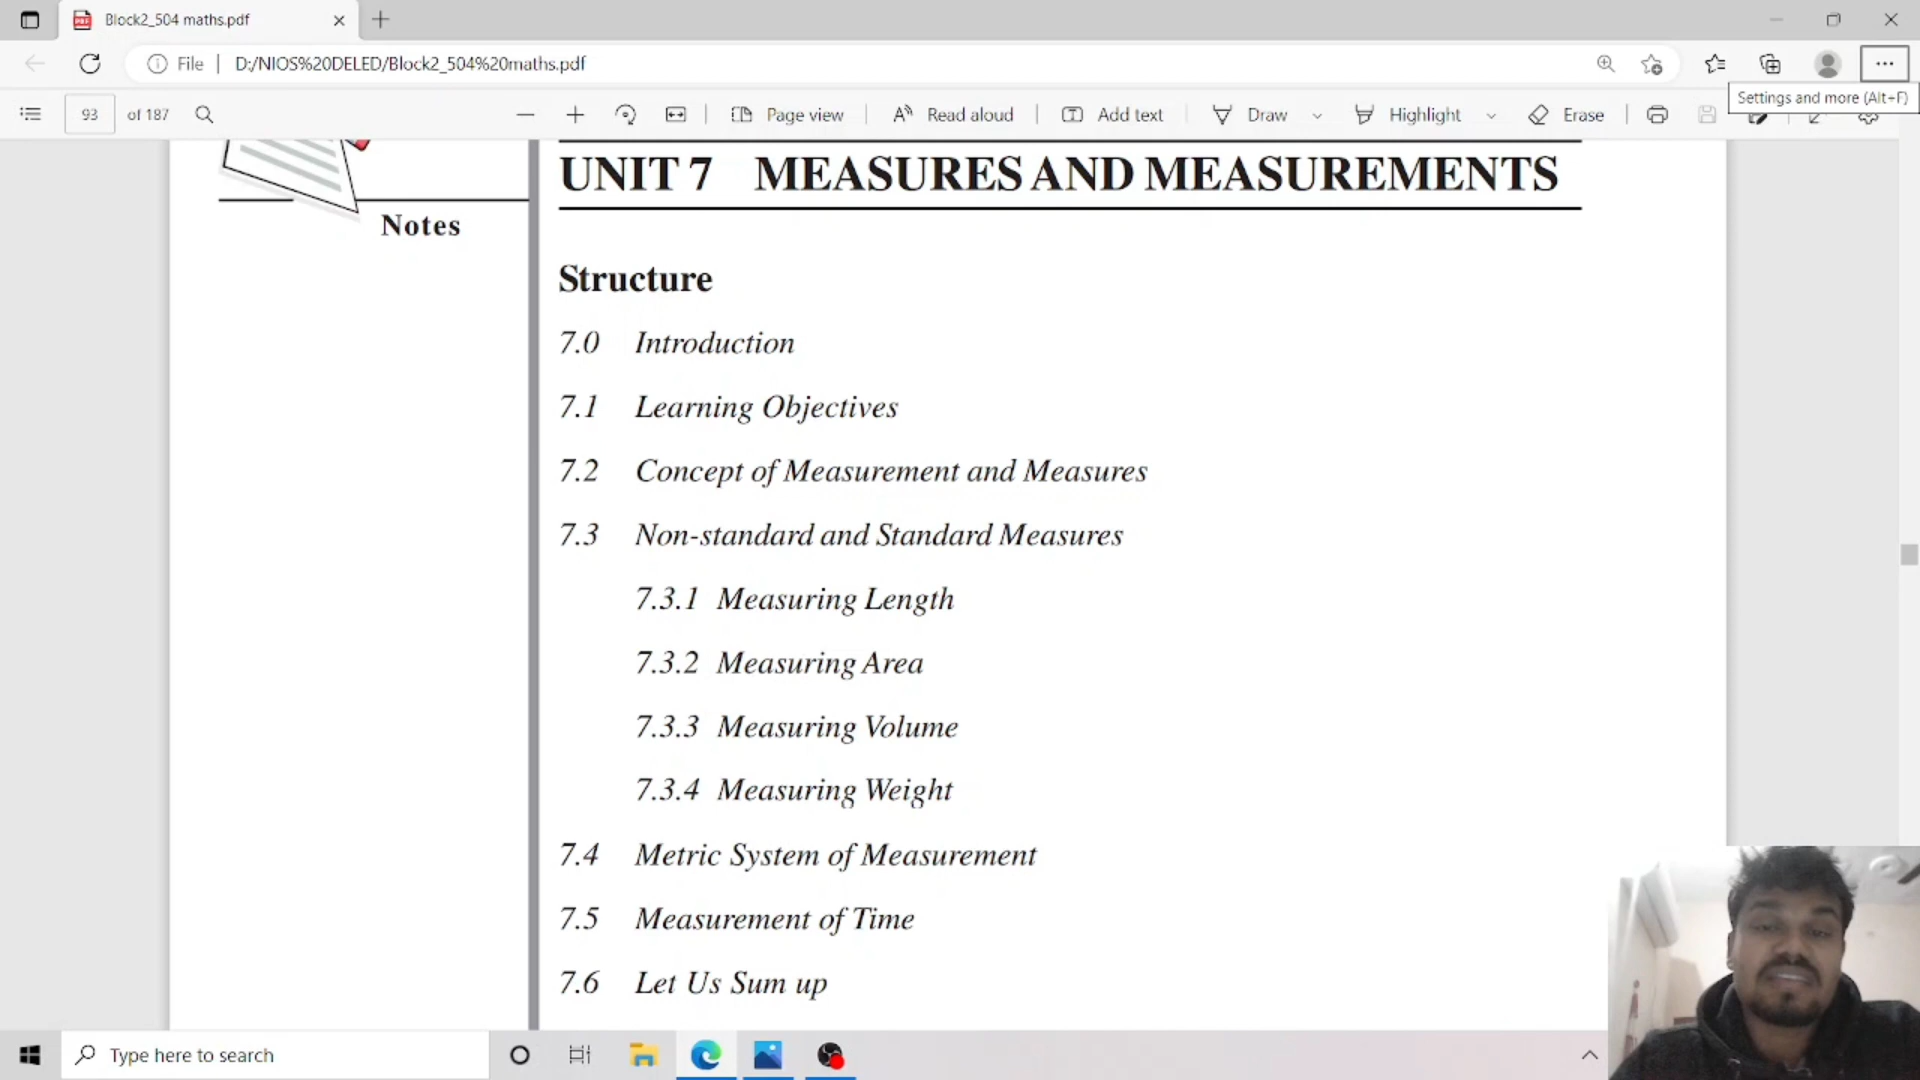 Block2_504 maths.pdf
File D:/NIOS%20DELED/Block2_504%20maths.pdf
Settings and more (Alt+F)
93 of 187 Page view Read aloud Add text Draw Highlight Erase
UNIT 7 MEASURES AND MEASUREMENTS
Notes
Structure
7.0 Introduction
7.1 Learning Objectives
7.2 Concept of Measurement and Measures
7.3 Non-standard and Standard Measures
7.3.1 Measuring Length
7.3.2 Measuring Area
7.3.3 Measuring Volume
7.3.4 Measuring Weight
7.4 Metric System of Measurement
7.5 Measurement of Time
7.6 Let Us Sum up
Type here to search